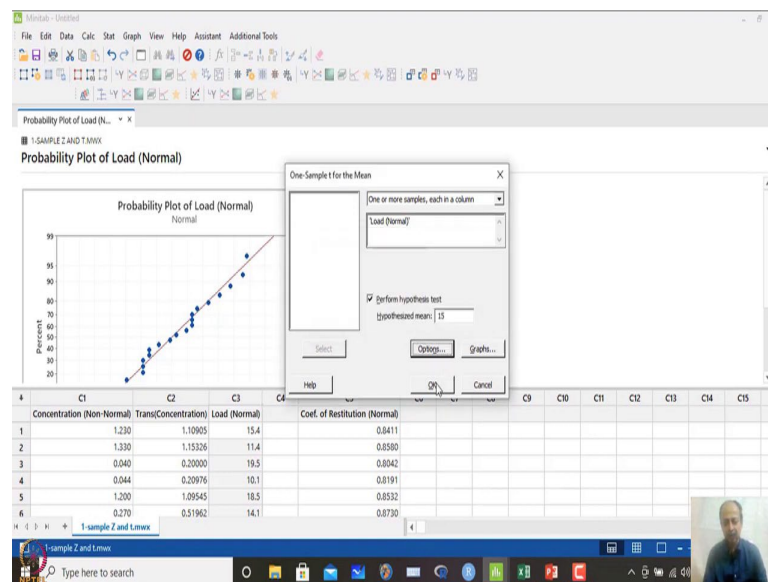 Minitab - Untitled
File Edit Data Calc Stat Graph View Help Assistant Additional Tools
Probability Plot of Load (N...
1-SAMPLE Z AND T.MWX
Probability Plot of Load (Normal)
Probability Plot of Load (Normal)
Normal
99
95
90
80
70
60
50
40
30
20
Percent
One-Sample t for the Mean
One or more samples, each in a column
'Load (Normal)'
Perform hypothesis test
Hypothesized mean: 15
Select
Options...
Graphs...
Help
OK
Cancel
C1 C2 C3 C4 C9 C10 C11 C12 C13 C14 C15
Concentration (Non-Normal) Trans(Concentration) Load (Normal) Coef. of Restitution (Normal)
1 1.230 1.10905 15.4 0.8411
2 1.330 1.15326 11.4 0.8580
3 0.040 0.20000 19.5 0.8042
4 0.044 0.20976 10.1 0.8191
5 1.200 1.09545 18.5 0.8532
6 0.270 0.51962 14.1 0.8730
1-sample Z and t.mwx
1-sample Z and t.mwx
NPTEL
Type here to search